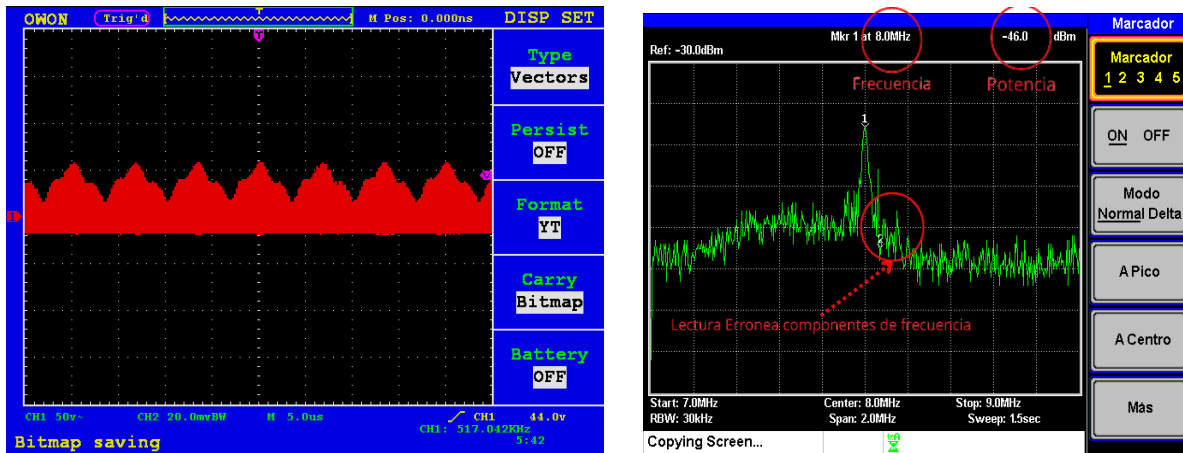 OWON Trig'd M Pos: 0.000ns DISP SET
T
Type
Vectors
Persist
OFF
Format
YT
Carry
Bitmap
Battery
OFF
CH1 50v~ CH2 20.0mvBW M 5.0us CH1 44.0v
CH1: 517.042KHz
5:42
Bitmap saving
Mkr 1 at 8.0MHz -46.0 dBm
Ref: -30.0dBm
Frecuencia Potencia
1
2
Lectura Erronea componentes de frecuencia
Start: 7.0MHz Center: 8.0MHz Stop: 9.0MHz
RBW: 30kHz Span: 2.0MHz Sweep: 1.5sec
Copying Screen...
Marcador
Marcador
1 2 3 4 5
ON OFF
Modo
Normal Delta
A Pico
A Centro
Más